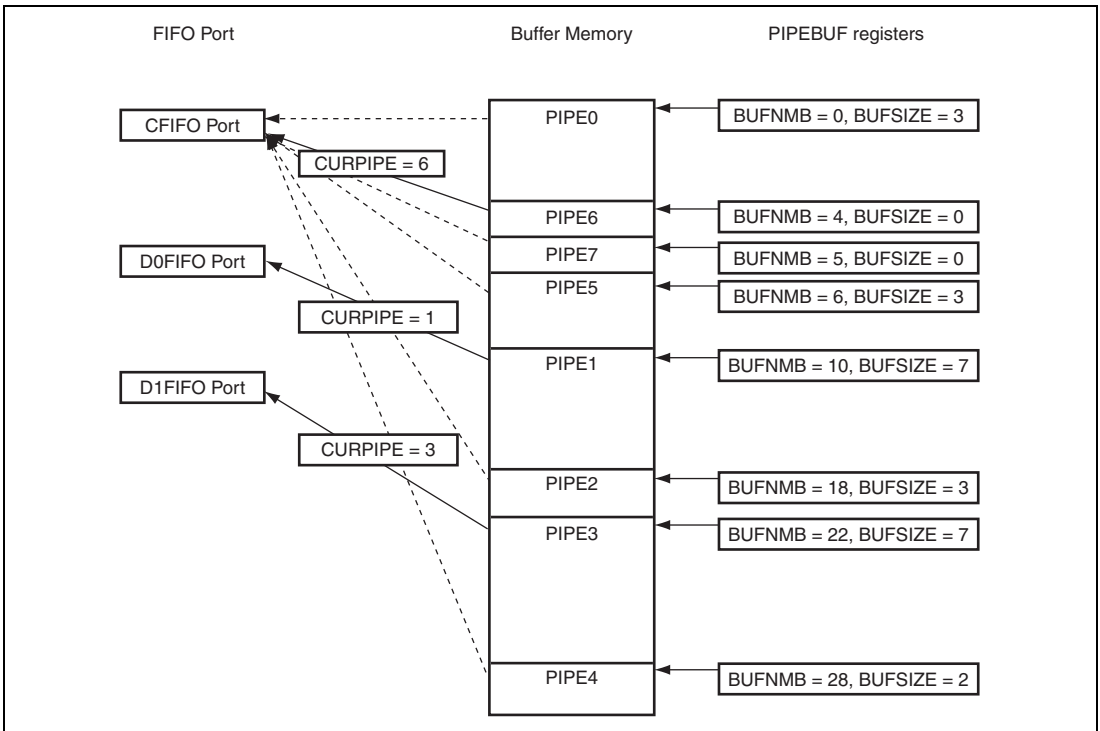 FIFO Port Buffer Memory PIPEBUF registers
CFIFO Port PIPE0 BUFNMB = 0, BUFSIZE = 3
CURPIPE = 6
PIPE6 BUFNMB = 4, BUFSIZE = 0
D0FIFO Port PIPE7 BUFNMB = 5, BUFSIZE = 0
PIPE5 BUFNMB = 6, BUFSIZE = 3
CURPIPE = 1
PIPE1 BUFNMB = 10, BUFSIZE = 7
D1FIFO Port
CURPIPE = 3
PIPE2 BUFNMB = 18, BUFSIZE = 3
PIPE3 BUFNMB = 22, BUFSIZE = 7
PIPE4 BUFNMB = 28, BUFSIZE = 2